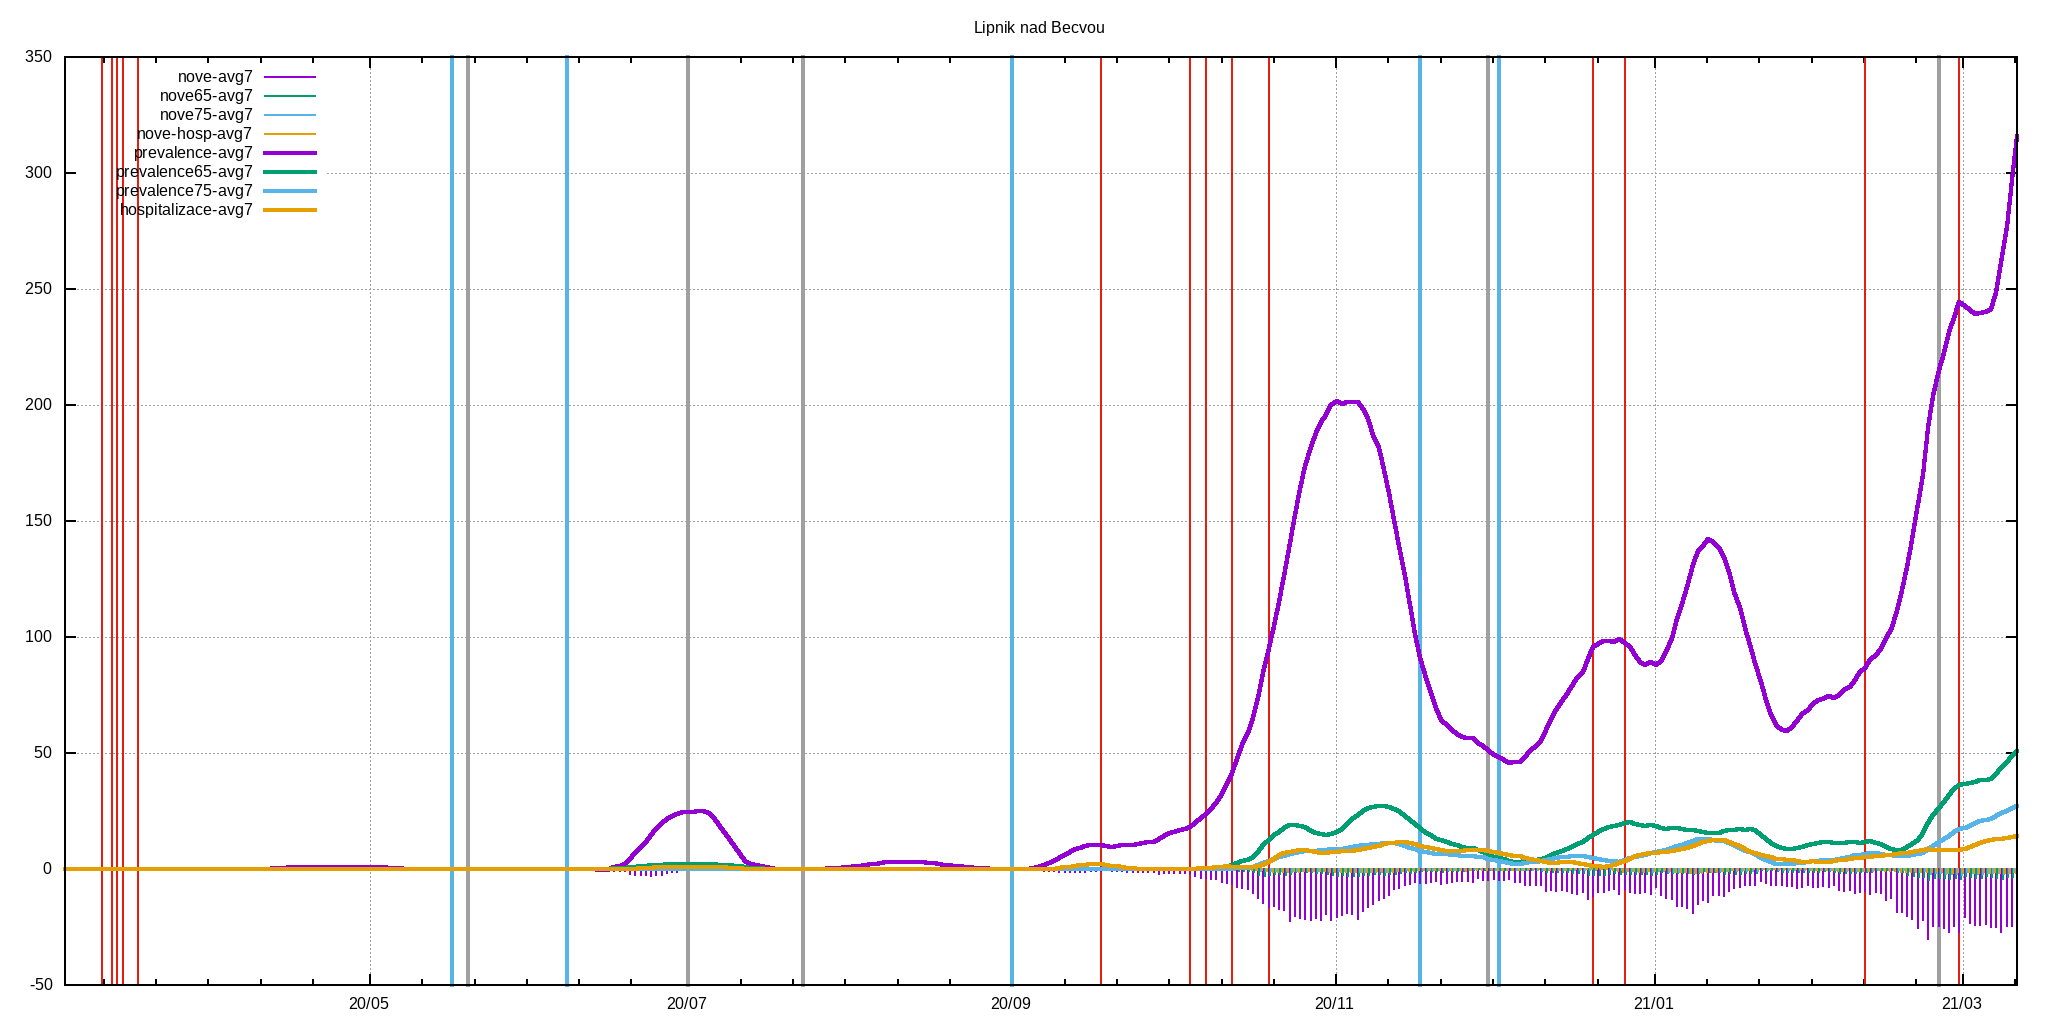 Lipnik nad Becvou
350
300
250
200
150
100
50
0
-50
nove-avg7
nove65-avg7
nove75-avg7
nove-hosp-avg7
prevalence-avg7
prevalence65-avg7
prevalence75-avg7
hospitalizace-avg7
20/05
20/07
20/09
20/11
21/01
21/03